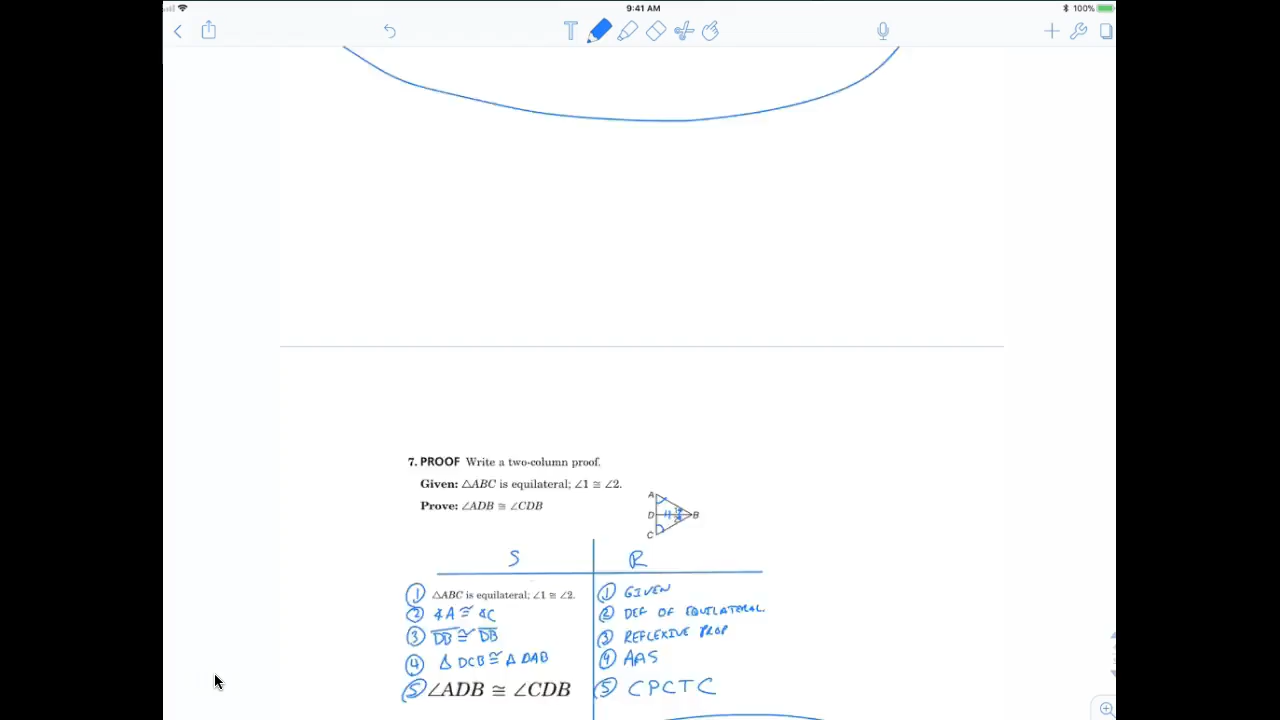 9:41 AM
100%
T
7. PROOF Write a two-column proof.
Given: △ABC is equilateral; ∠1 ≅ ∠2.
Prove: ∠ADB ≅ ∠CDB
A
D
B
C
S R
① △ABC is equilateral; ∠1 ≅ ∠2. ① GIVEN
② ∡A ≅ ∡C ② DEF OF EQUILATERAL.
③ DB ≅ DB ③ REFLEXIVE PROP
④ △ DCB ≅ △ DAB ④ AAS
⑤ ∠ADB ≅ ∠CDB ⑤ CPCTC